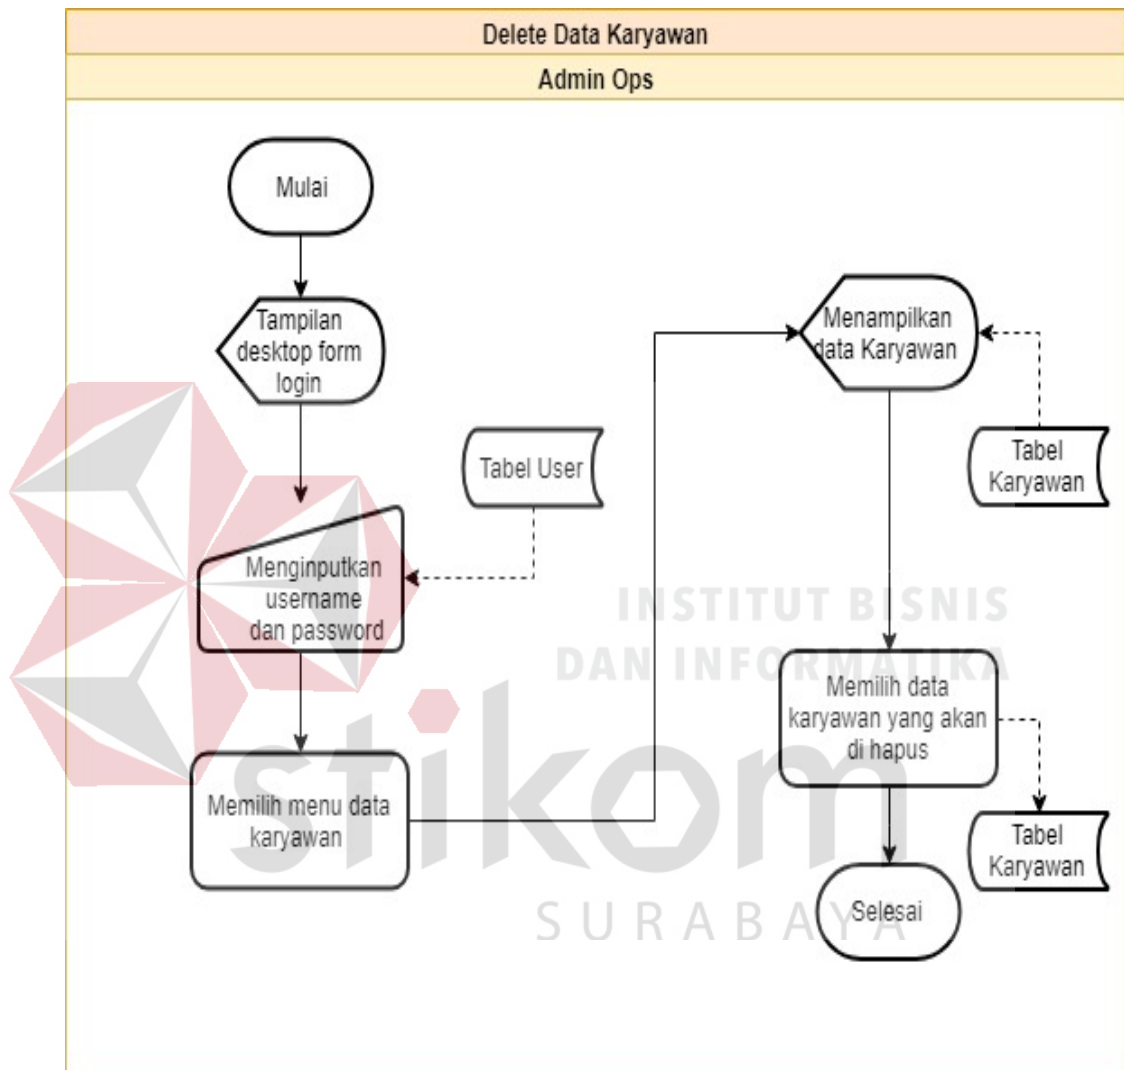 Delete Data Karyawan
Admin Ops
Mulai
Tampilan
desktop form
login
Tabel User
Menginputkan
username
dan password
Memilih menu data
karyawan
Menampilkan
data Karyawan
Tabel
Karyawan
Memilih data
karyawan yang akan
di hapus
Tabel
Karyawan
Selesai
INSTITUT BISNIS
DAN INFORMATIKA
stikom
SURABAYA